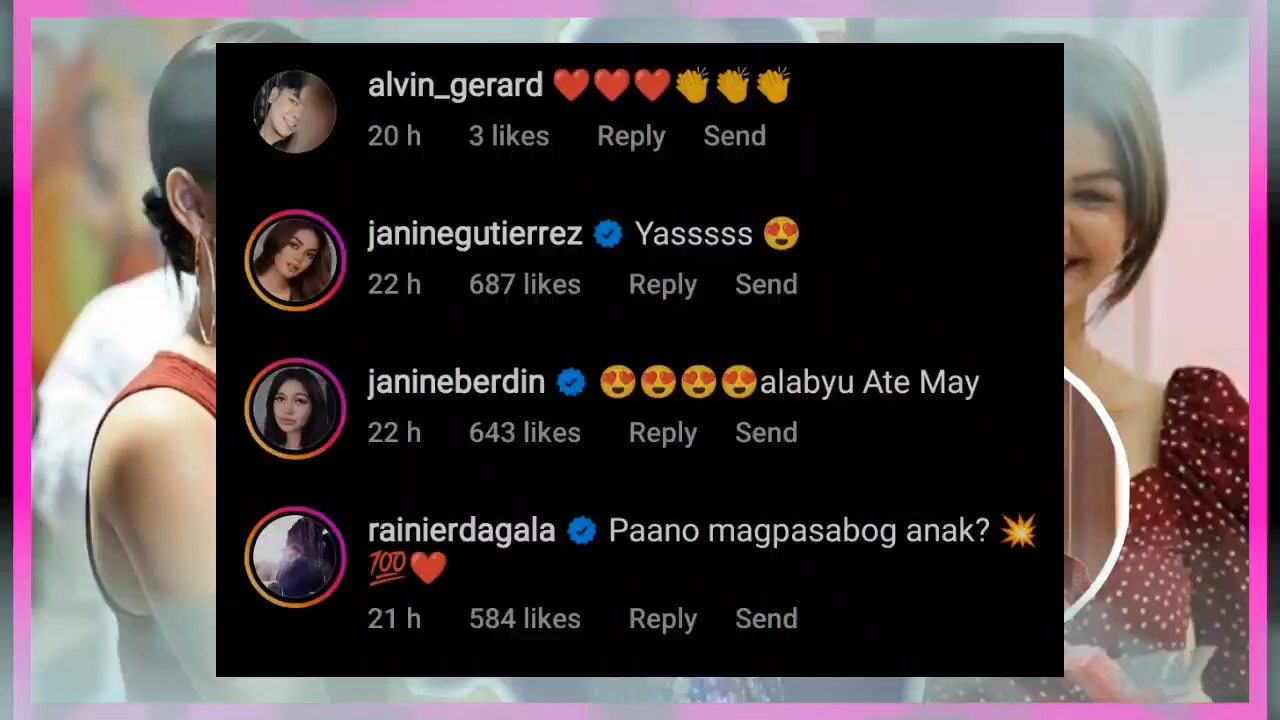 alvin_gerard ❤️❤️❤️👏👏👏
20 h 3 likes Reply Send
janinegutierrez Yasssss 😍
22 h 687 likes Reply Send
janineberdin 😍😍😍😍alabyu Ate May
22 h 643 likes Reply Send
rainierdagala Paano magpasabog anak? 💥
💯❤️
21 h 584 likes Reply Send